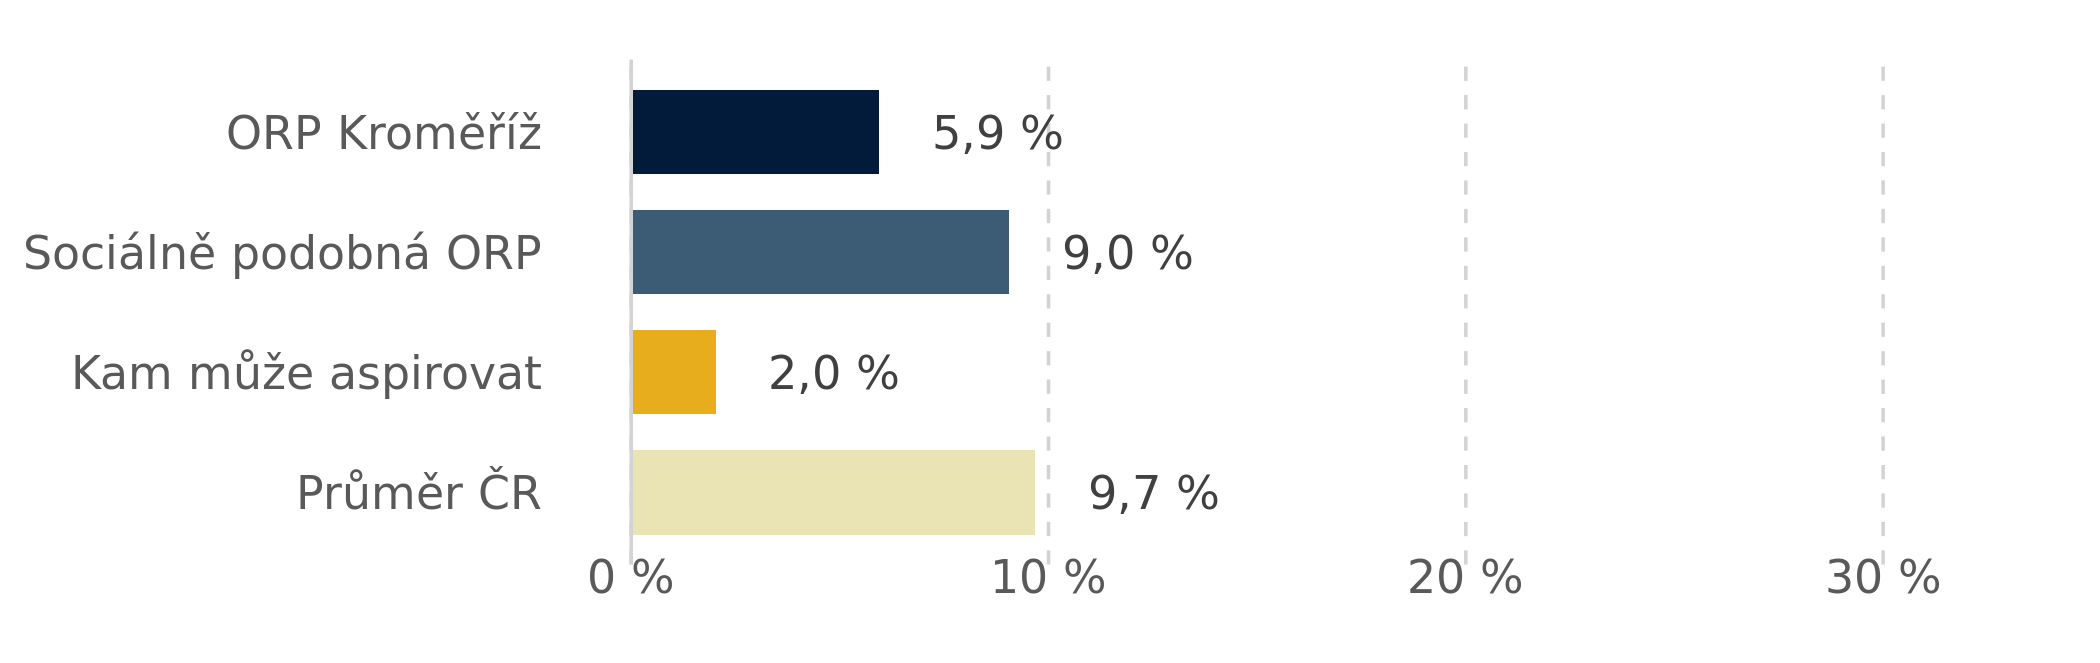 ORP Kroměříž 5,9 %
Sociálně podobná ORP 9,0 %
Kam může aspirovat 2,0 %
Průměr ČR 9,7 %
0 % 10 % 20 % 30 %